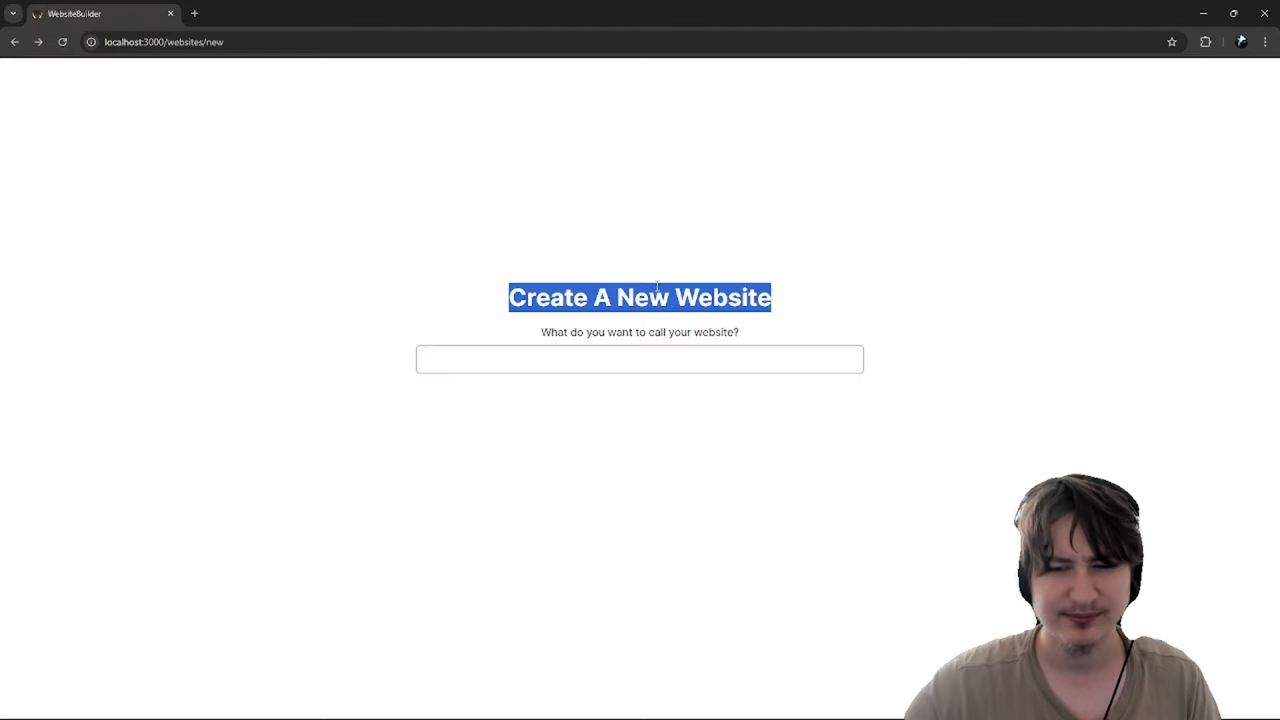 WebsiteBuilder
localhost:3000/websites/new
Create A New Website
What do you want to call your website?